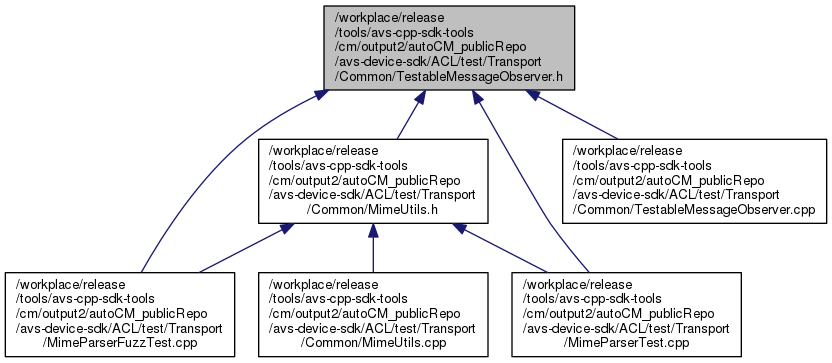 /workplace/release
/tools/avs-cpp-sdk-tools
/cm/output2/autoCM_publicRepo
/avs-device-sdk/ACL/test/Transport
/Common/TestableMessageObserver.h
/workplace/release
/tools/avs-cpp-sdk-tools
/cm/output2/autoCM_publicRepo
/avs-device-sdk/ACL/test/Transport
/Common/MimeUtils.h
/workplace/release
/tools/avs-cpp-sdk-tools
/cm/output2/autoCM_publicRepo
/avs-device-sdk/ACL/test/Transport
/Common/TestableMessageObserver.cpp
/workplace/release
/tools/avs-cpp-sdk-tools
/cm/output2/autoCM_publicRepo
/avs-device-sdk/ACL/test/Transport
/MimeParserFuzzTest.cpp
/workplace/release
/tools/avs-cpp-sdk-tools
/cm/output2/autoCM_publicRepo
/avs-device-sdk/ACL/test/Transport
/Common/MimeUtils.cpp
/workplace/release
/tools/avs-cpp-sdk-tools
/cm/output2/autoCM_publicRepo
/avs-device-sdk/ACL/test/Transport
/MimeParserTest.cpp